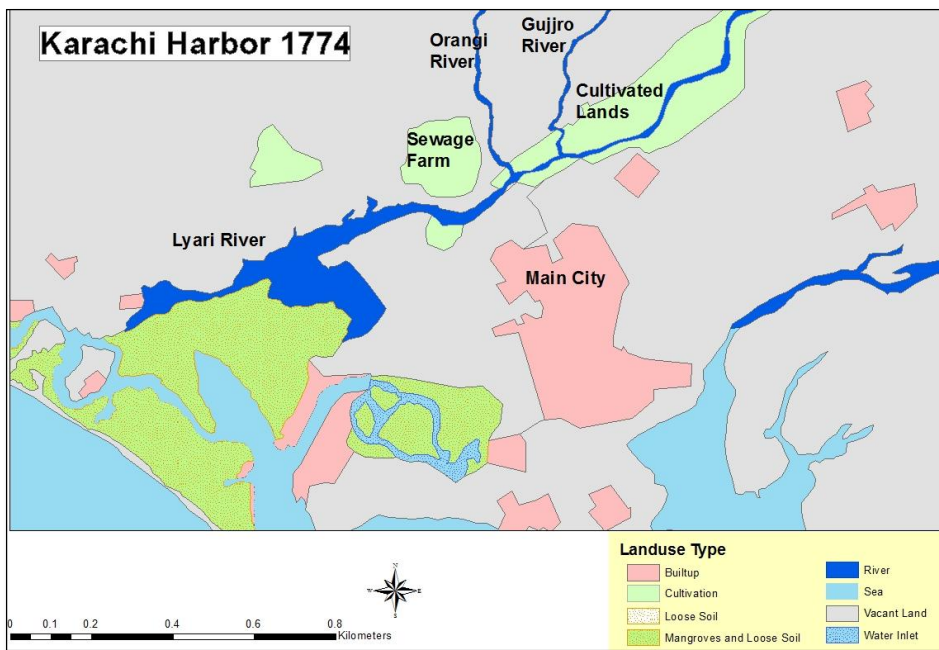 Karachi Harbor 1774
Orangi
River
Gujjro
River
Cultivated
Lands
Sewage
Farm
Lyari River
Main City
Landuse Type
Builtup
Cultivation
Loose Soil
Mangroves and Loose Soil
River
Sea
Vacant Land
Water Inlet
N
W
E
S
0 0.1 0.2 0.4 0.6 0.8
Kilometers